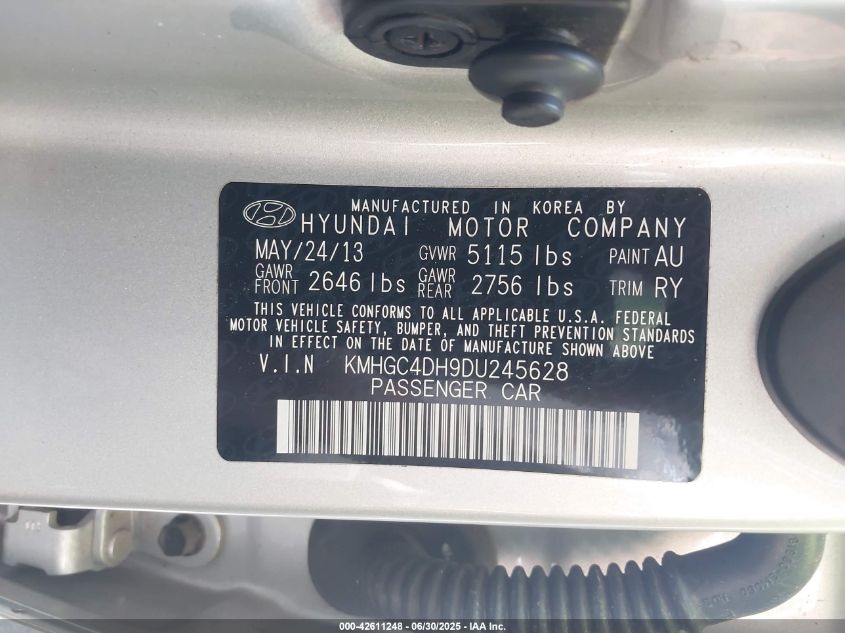 MANUFACTURED IN KOREA BY
HYUNDAI MOTOR COMPANY
MAY/24/13 GVWR 5115 lbs PAINT AU
GAWR FRONT 2646 lbs GAWR REAR 2756 lbs TRIM RY
THIS VEHICLE CONFORMS TO ALL APPLICABLE U.S.A. FEDERAL
MOTOR VEHICLE SAFETY, BUMPER, AND THEFT PREVENTION STANDARDS
IN EFFECT ON THE DATE OF MANUFACTURE SHOWN ABOVE
V.I.N KMHGC4DH9DU245628
PASSENGER CAR
000-42611248 - 06/30/2025 - IAA Inc.